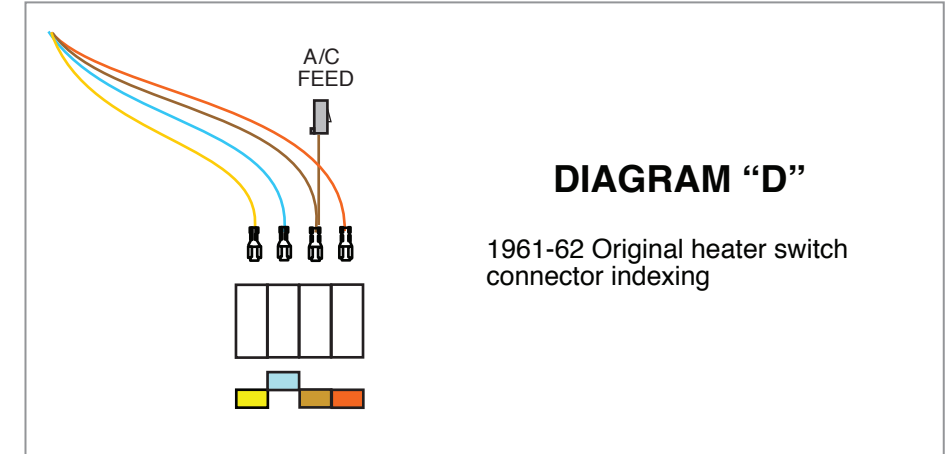 A/C
FEED
DIAGRAM “D”
1961-62 Original heater switch
connector indexing